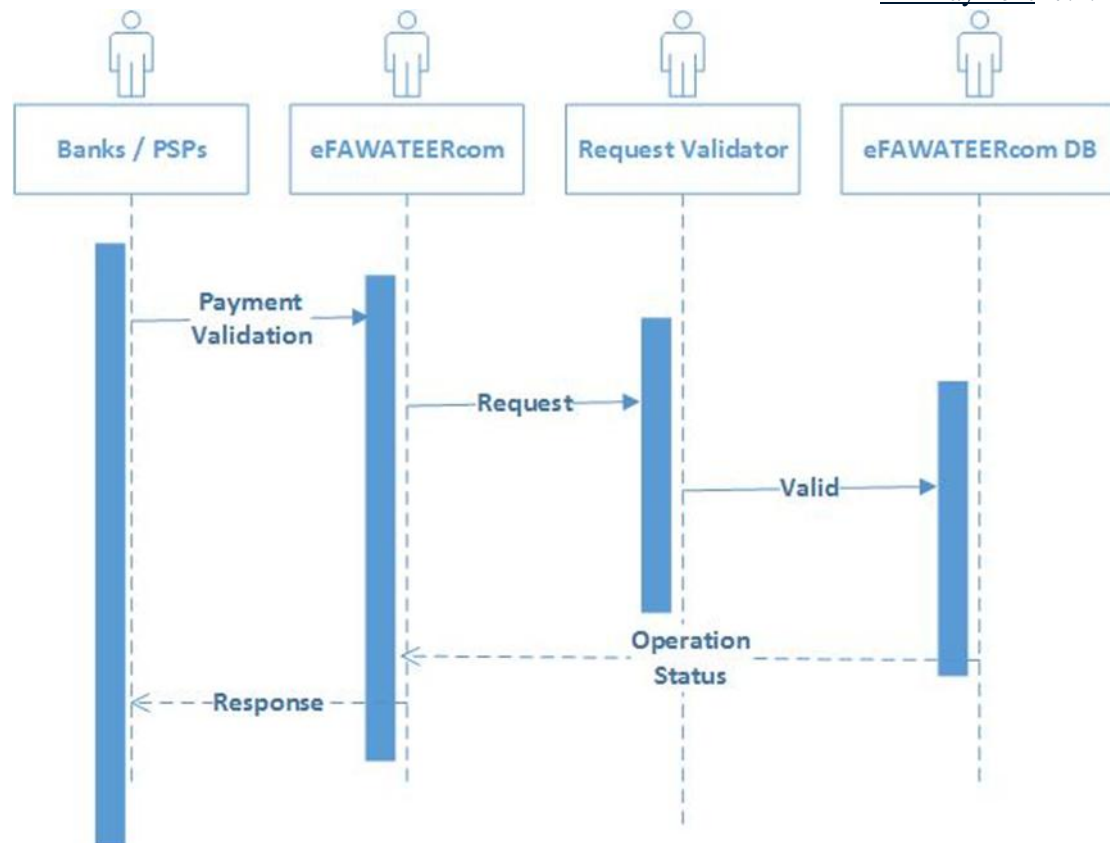 Banks / PSPs
eFAWATEERcom
Request Validator
eFAWATEERcom DB
Payment
Validation
Request
Valid
Operation
Status
Response